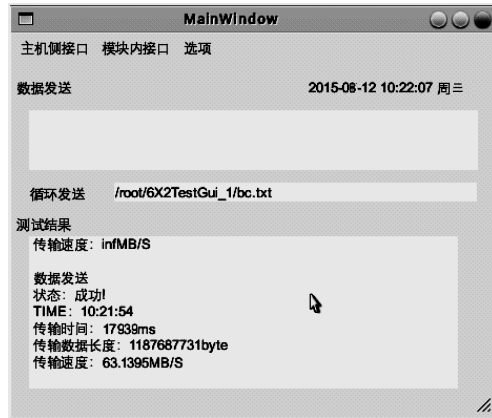 MainWindow
主机侧接口 模块内接口 选项
数据发送 2015-08-12 10:22:07 周三
循环发送 /root/6X2TestGui_1/bc.txt
测试结果
传输速度：infMB/S
数据发送
状态：成功!
TIME：10:21:54
传输时间：17939ms
传输数据长度：1187687731byte
传输速度：63.1395MB/S